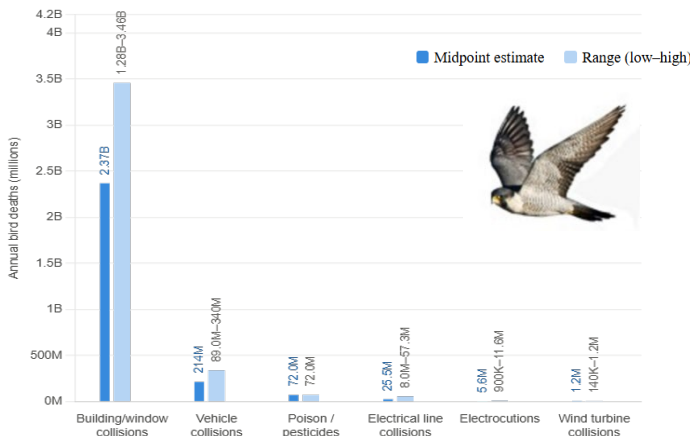 4.2B
4B
3.5B
3B
2.5B
2B
1.5B
1B
500M
0M
Annual bird deaths (millions)
Midpoint estimate
Range (low–high)
2.37B
1.28B–3.46B
214M
89.0M–340M
72.0M
72.0M
25.5M
8.0M–57.3M
5.6M
900K–11.6M
1.2M
140K–1.2M
Building/window
collisions
Vehicle
collisions
Poison /
pesticides
Electrical line
collisions
Electrocutions
Wind turbine
collisions